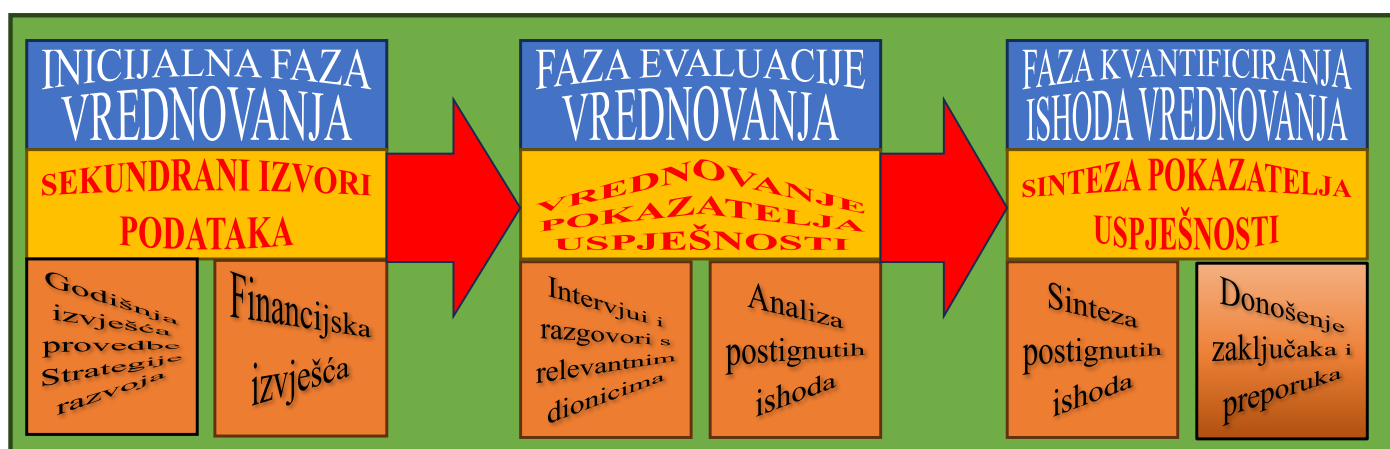 INICIJALNA FAZA
VREDNOVANJA
SEKUNDRANI IZVORI
PODATAKA
Godišnja
izvješća
provedbe
Strategije
razvoja
Financijska
izvješća
FAZA EVALUACIJE
VREDNOVANJA
VREDNOVANJE
POKAZATELJA
USPJEŠNOSTI
Intervjui i
razgovori s
relevantnim
dionicima
Analiza
postignutih
ishoda
FAZA KVANTIFICIRANJA
ISHODA VREDNOVANJA
SINTEZA POKAZATELJA
USPJEŠNOSTI
Sinteza
postignutih
ishoda
Donošenje
zaključaka i
preporuka